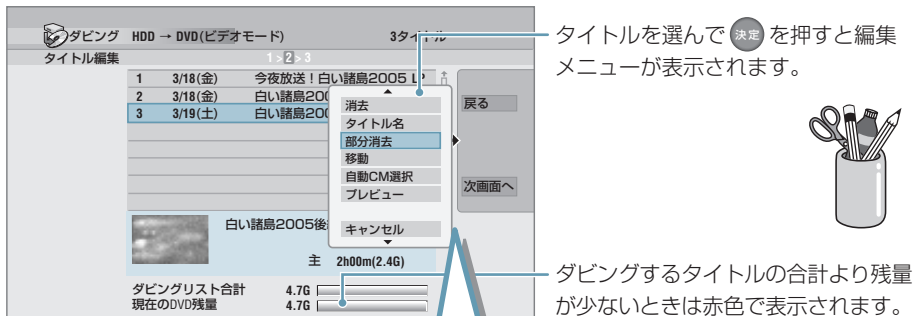 ダビング HDD → DVD(ビデオモード) 3タイトル
タイトル編集 1 > 2 > 3
1 3/18(金) 今夜放送！白い諸島2005 LP
2 3/18(金) 白い諸島200
3 3/19(土) 白い諸島200
消去
タイトル名
部分消去
移動
自動CM選択
プレビュー
キャンセル
戻る
次画面へ
白い諸島2005後
主 2h00m(2.4G)
ダビングリスト合計 4.7G
現在のDVD残量 4.7G
タイトルを選んで 決定 を押すと編集
メニューが表示されます。
ダビングするタイトルの合計より残量
が少ないときは赤色で表示されます。